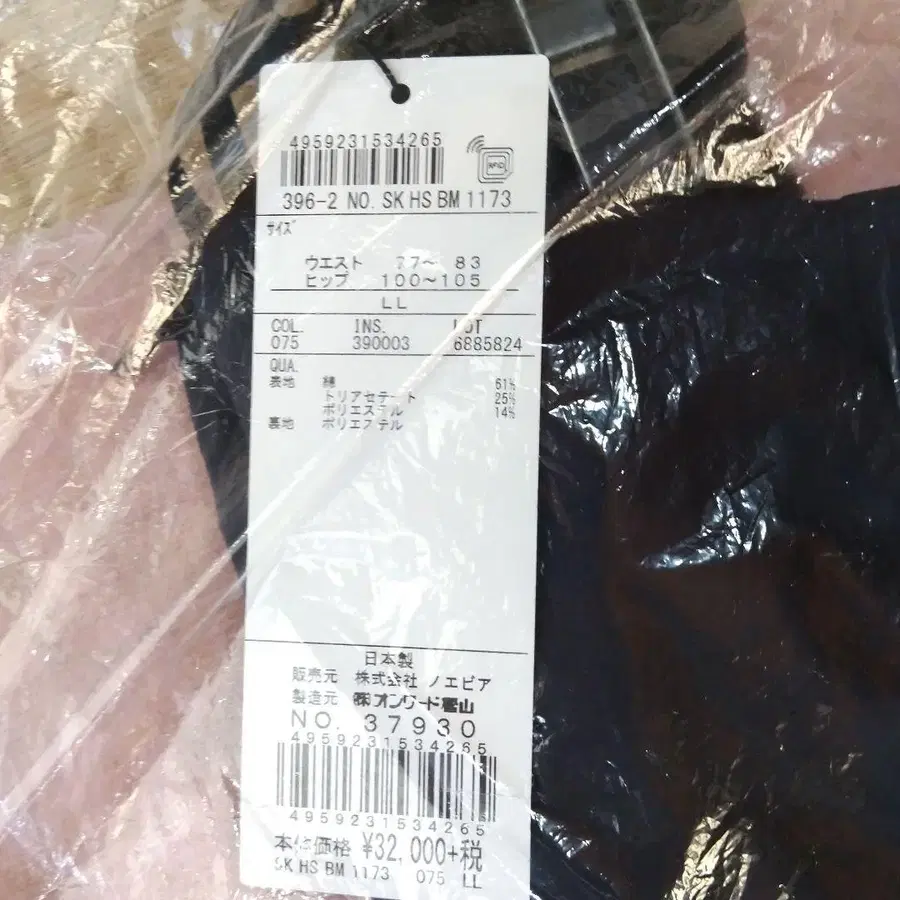 4959231534265
RFID
396-2 NO. SK HS BM 1173
サイズ
ウエスト 77〜 83
ヒップ 100〜105
LL
COL. INS. LOT
075 390003 6885824
QUA.
表地 綿 61%
トリアセテート 25%
ポリエステル 14%
裏地 ポリエステル
日本製
販売元 株式会社 ノエビア
製造元 ㈱オンワード樫山
NO. 37930
4959231534265
4959231534265
本体価格 ¥32,000+税
SK HS BM 1173 075 LL